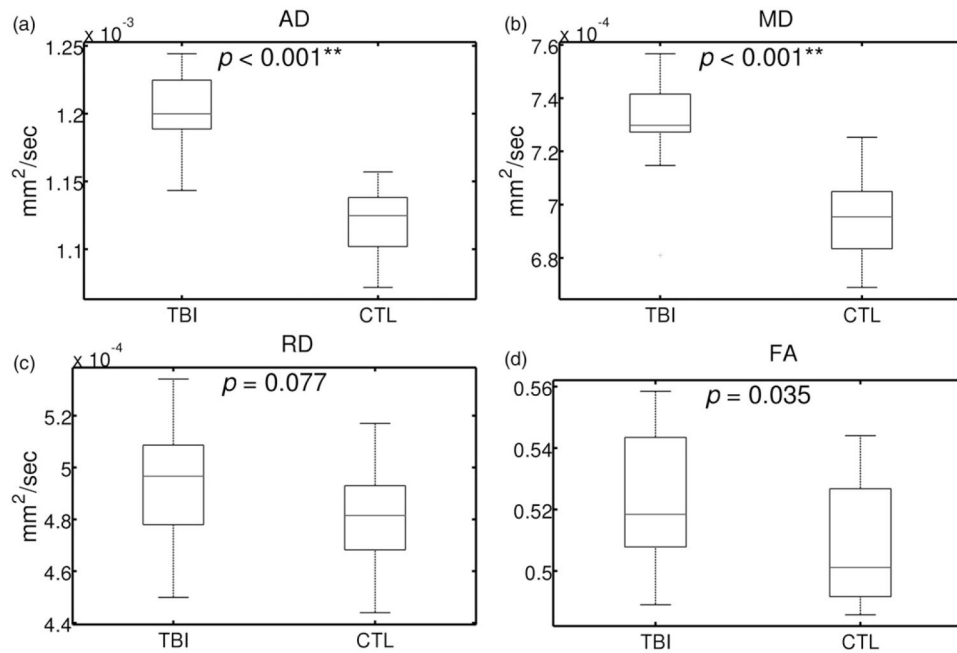 (a) x 10⁻³ AD
p < 0.001**
1.25
1.2
1.15
1.1
mm²/sec
TBI CTL
(b) x 10⁻⁴ MD
p < 0.001**
7.6
7.4
7.2
7
6.8
mm²/sec
TBI CTL
(c) x 10⁻⁴ RD
p = 0.077
5.2
5
4.8
4.6
4.4
mm²/sec
TBI CTL
(d) FA
p = 0.035
0.56
0.54
0.52
0.5
TBI CTL